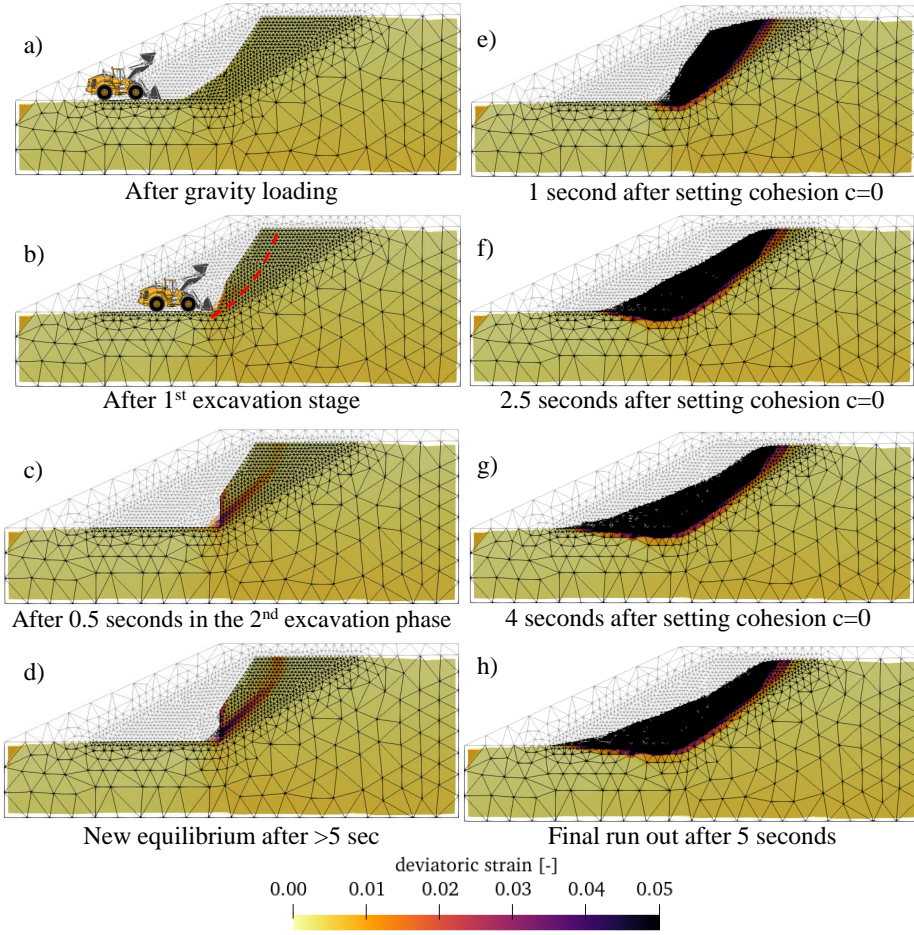 a)
After gravity loading
b)
After 1st excavation stage
c)
After 0.5 seconds in the 2nd excavation phase
d)
New equilibrium after >5 sec
e)
1 second after setting cohesion c=0
f)
2.5 seconds after setting cohesion c=0
g)
4 seconds after setting cohesion c=0
h)
Final run out after 5 seconds
deviatoric strain [-]
0.00 0.01 0.02 0.03 0.04 0.05